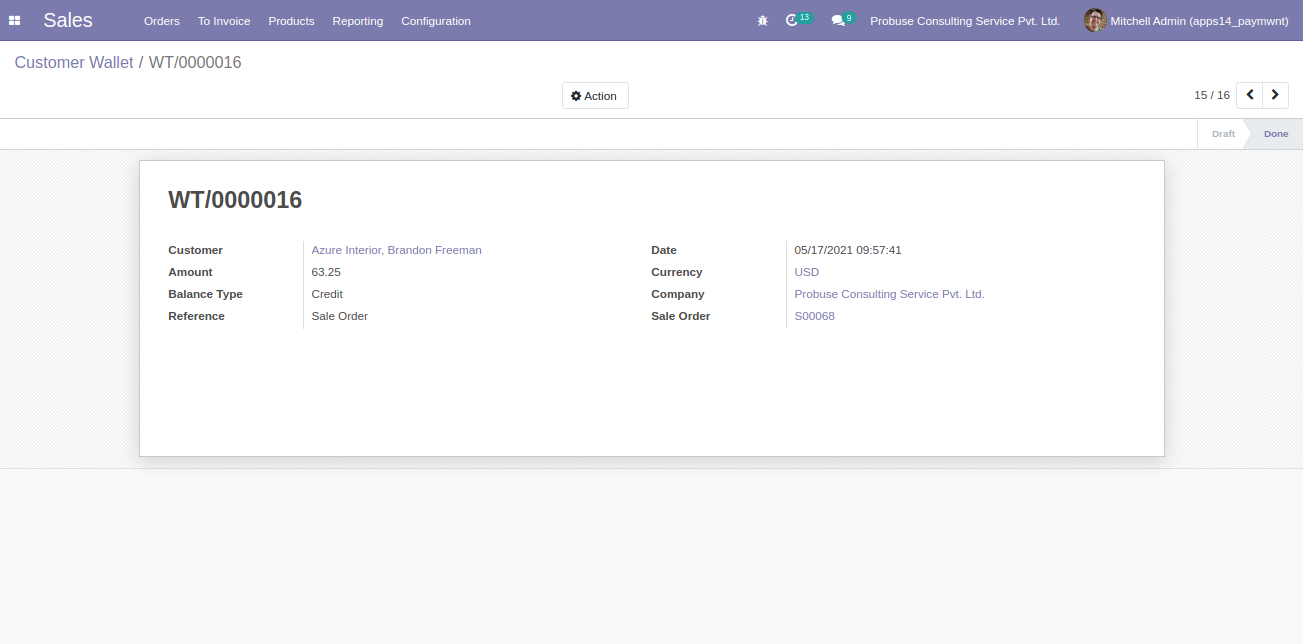 Sales Orders To Invoice Products Reporting Configuration 13 9 Probuse Consulting Service Pvt. Ltd. Mitchell Admin (apps14_paymwnt)
Customer Wallet / WT/0000016
Action 15 / 16
Draft Done
WT/0000016
Customer Azure Interior, Brandon Freeman Date 05/17/2021 09:57:41
Amount 63.25 Currency USD
Balance Type Credit Company Probuse Consulting Service Pvt. Ltd.
Reference Sale Order Sale Order S00068